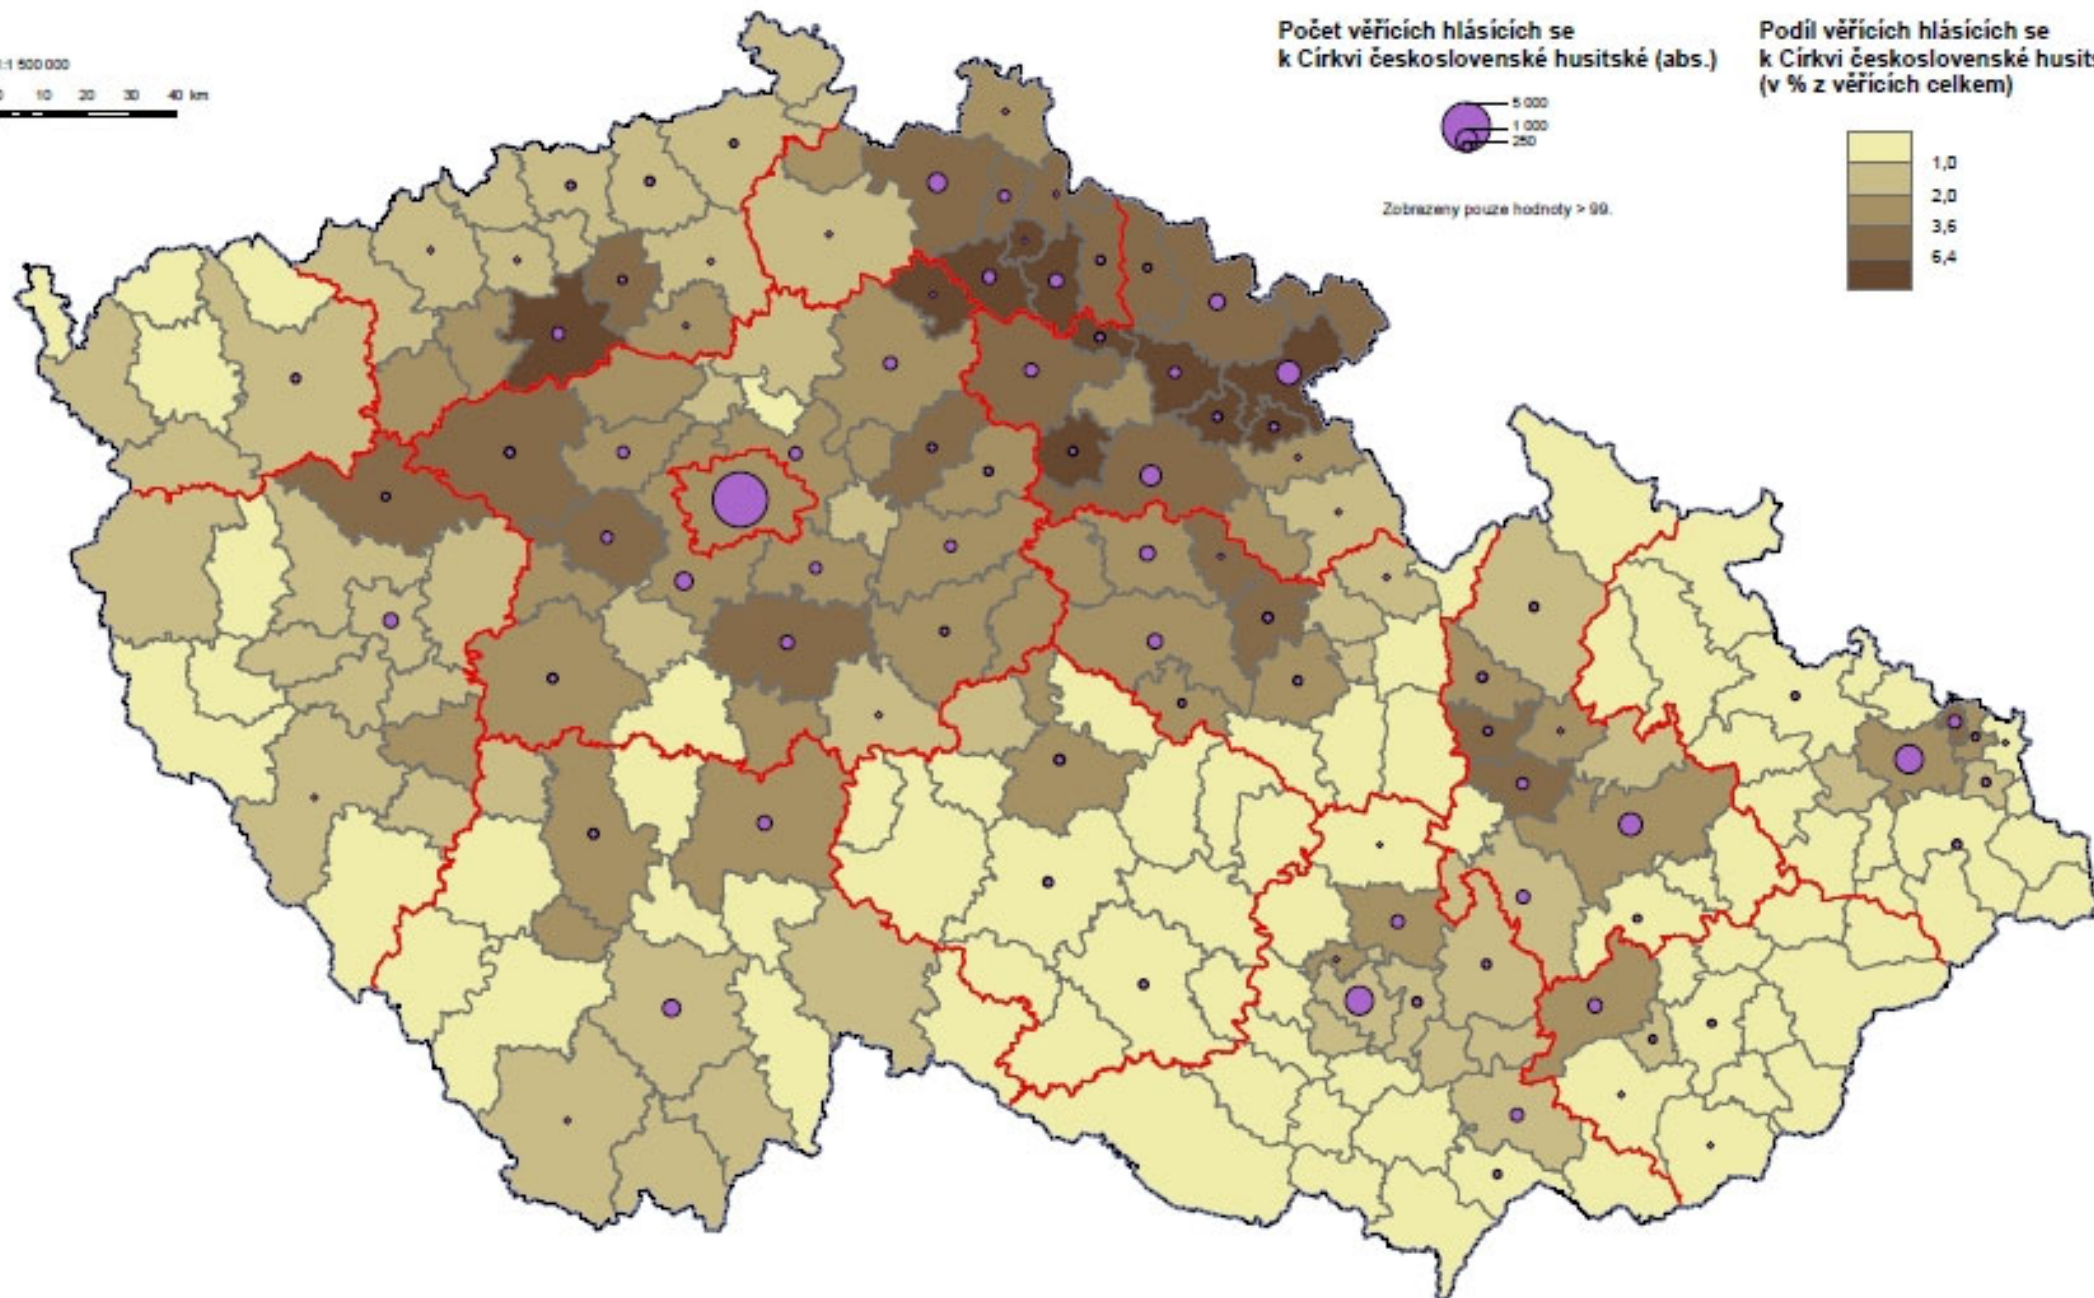 1:1 500 000
0 10 20 30 40 km
Počet věřících hlásících se
k Církvi československé husitské (abs.)
5 000
1 000
250
Zobrazeny pouze hodnoty > 99.
Podíl věřících hlásících se
k Církvi československé husits
(v % z věřících celkem)
1,0
2,0
3,6
6,4